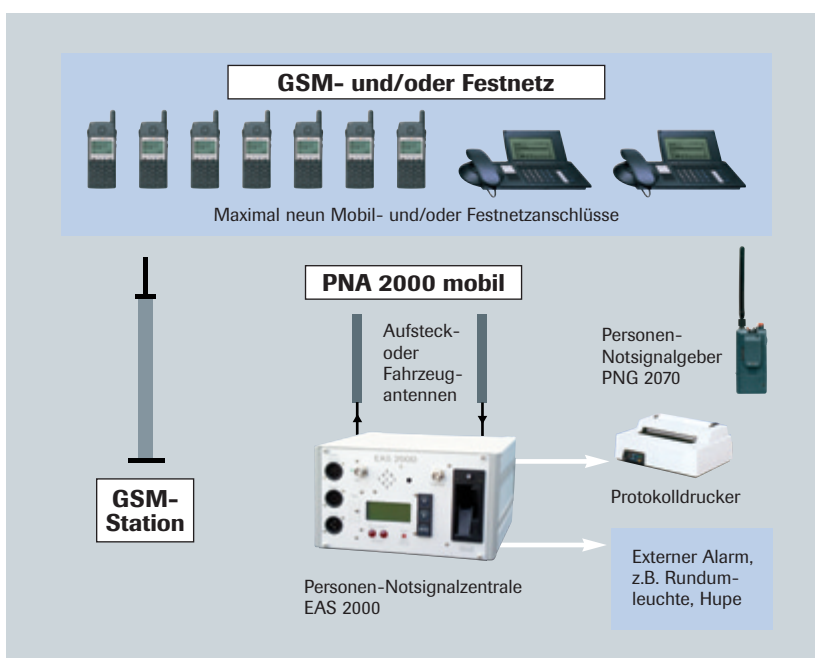 GSM- und/oder Festnetz
Maximal neun Mobil- und/oder Festnetzanschlüsse
PNA 2000 mobil
Aufsteck-
oder
Fahrzeug-
antennen
Personen-
Notsignalgeber
PNG 2070
EAS 2000
GSM-
Station
Protokolldrucker
Personen-Notsignalzentrale
EAS 2000
Externer Alarm,
z.B. Rundum-
leuchte, Hupe